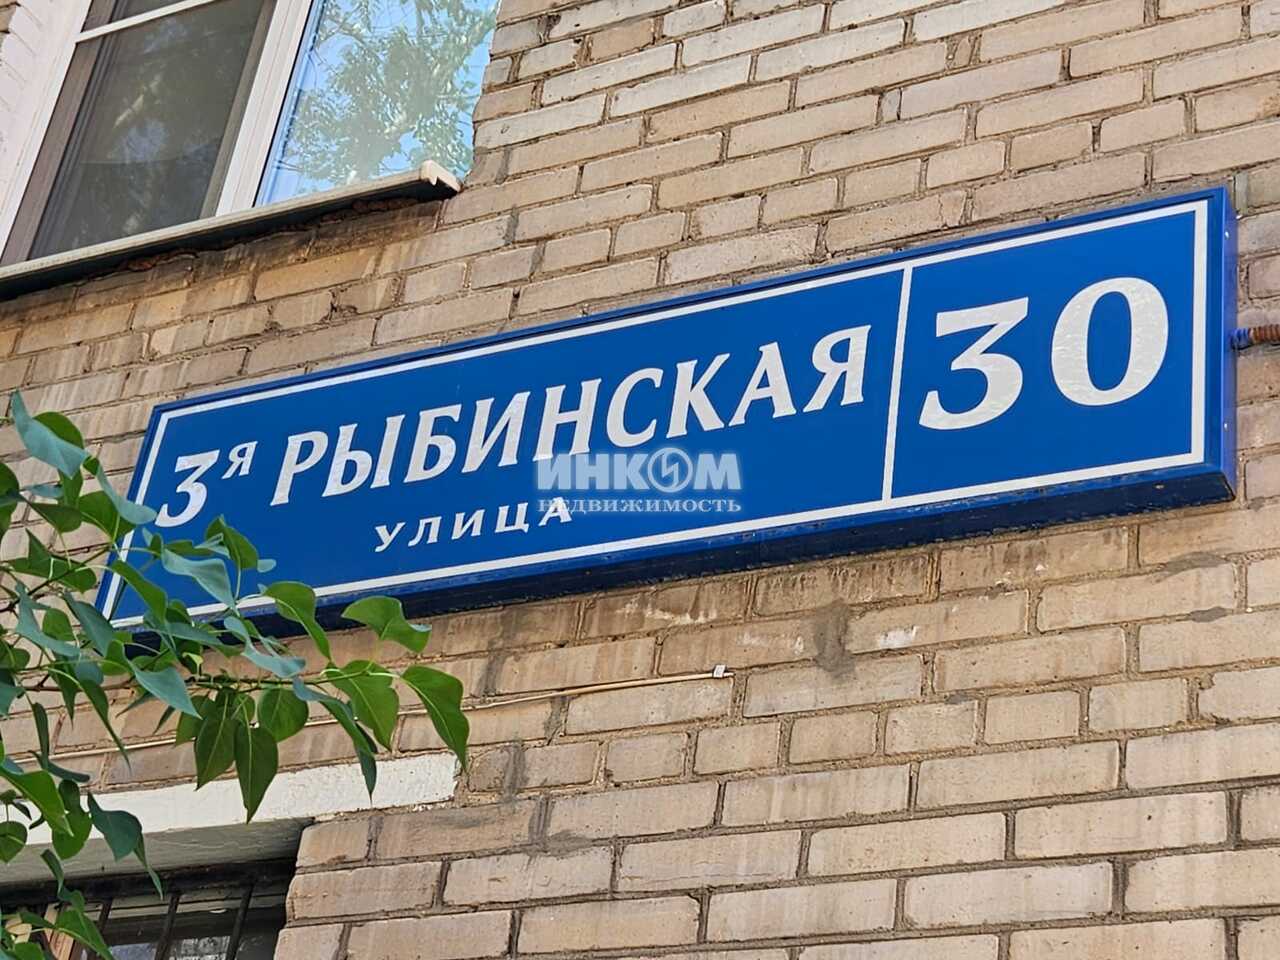 3я РЫБИНСКАЯ
УЛИЦА
30
ИНКОМ
НЕДВИЖИМОСТЬ